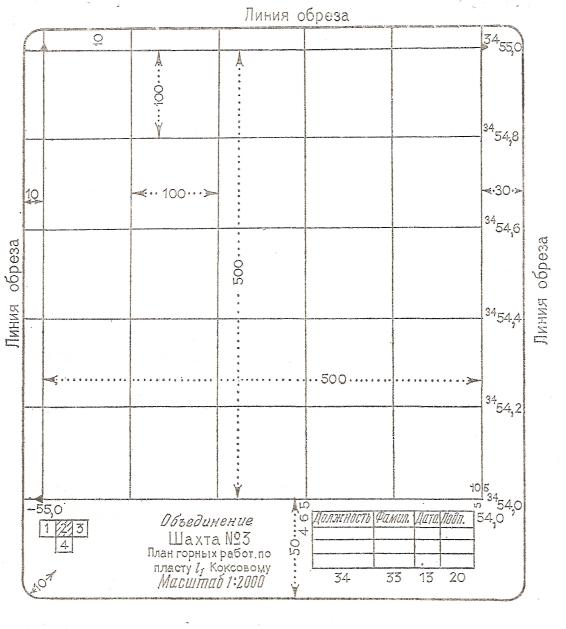 Линия обреза
10
34 55,0
100
34 54,8
10
100
30
34 54,6
Линия обреза
500
Линия обреза
34 54,4
500
34 54,2
10 5
34 54,0
-55,0
5
5
54,0
1 2 3
4
Объединение
Шахта №3
План горных работ по
пласту l₁ Коксовому
Масштаб 1:2000
465
50
Должность Фамил. Дата Подп.
34 33 13 20
10